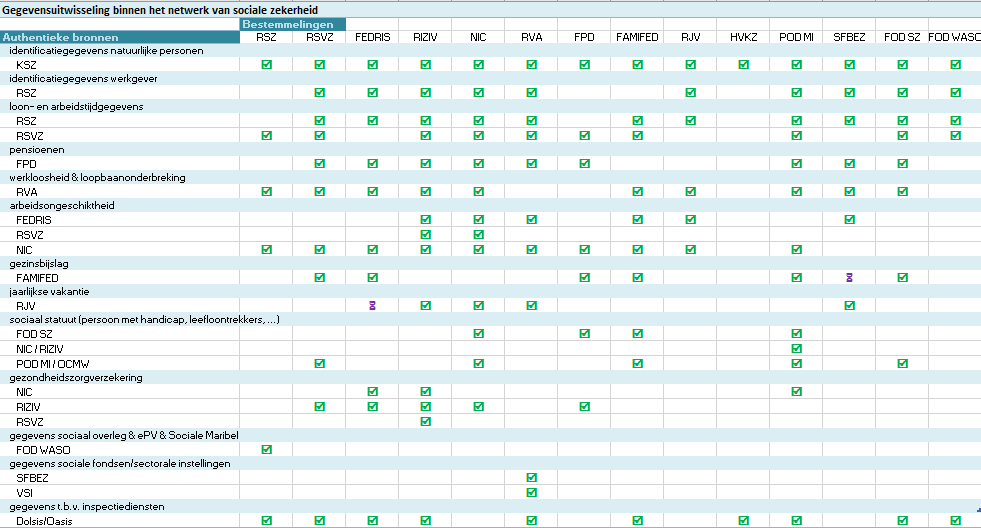 Gegevensuitwisseling binnen het netwerk van sociale zekerheid
Bestemmelingen
Authentieke bronnen RSZ RSVZ FEDRIS RIZIV NIC RVA FPD FAMIFED RJV HVKZ POD MI SFBEZ FOD SZ FOD WASO
identificatiegegevens natuurlijke personen
KSZ
identificatiegegevens werkgever
RSZ
loon- en arbeidstijdgegevens
RSZ
RSVZ
pensioenen
FPD
werkloosheid & loopbaanonderbreking
RVA
arbeidsongeschiktheid
FEDRIS
RSVZ
NIC
gezinsbijslag
FAMIFED
jaarlijkse vakantie
RJV
sociaal statuut (persoon met handicap, leefloontrekkers, ...)
FOD SZ
NIC / RIZIV
POD MI / OCMW
gezondheidszorgverzekering
NIC
RIZIV
RSVZ
gegevens sociaal overleg & ePV & Sociale Maribel
FOD WASO
gegevens sociale fondsen/sectorale instellingen
SFBEZ
VSI
gegevens t.b.v. inspectiediensten
Dolsis/Oasis